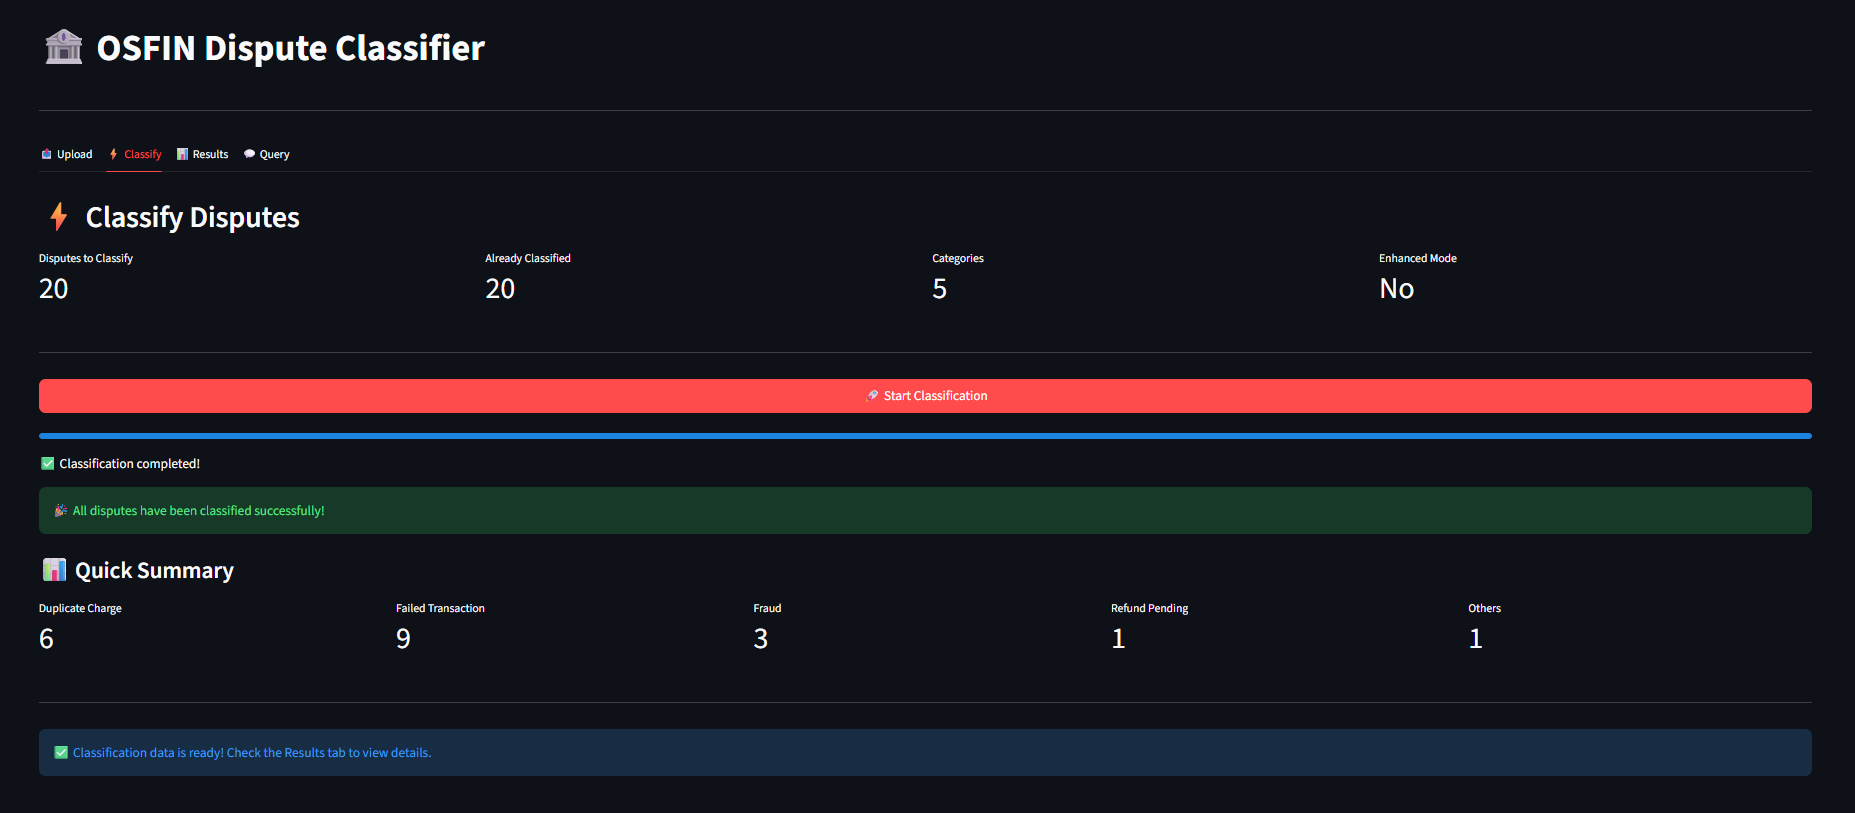 OSFIN Dispute Classifier
Upload Classify Results Query
Classify Disputes
Disputes to Classify Already Classified Categories Enhanced Mode
20 20 5 No
Start Classification
Classification completed!
All disputes have been classified successfully!
Quick Summary
Duplicate Charge Failed Transaction Fraud Refund Pending Others
6 9 3 1 1
Classification data is ready! Check the Results tab to view details.